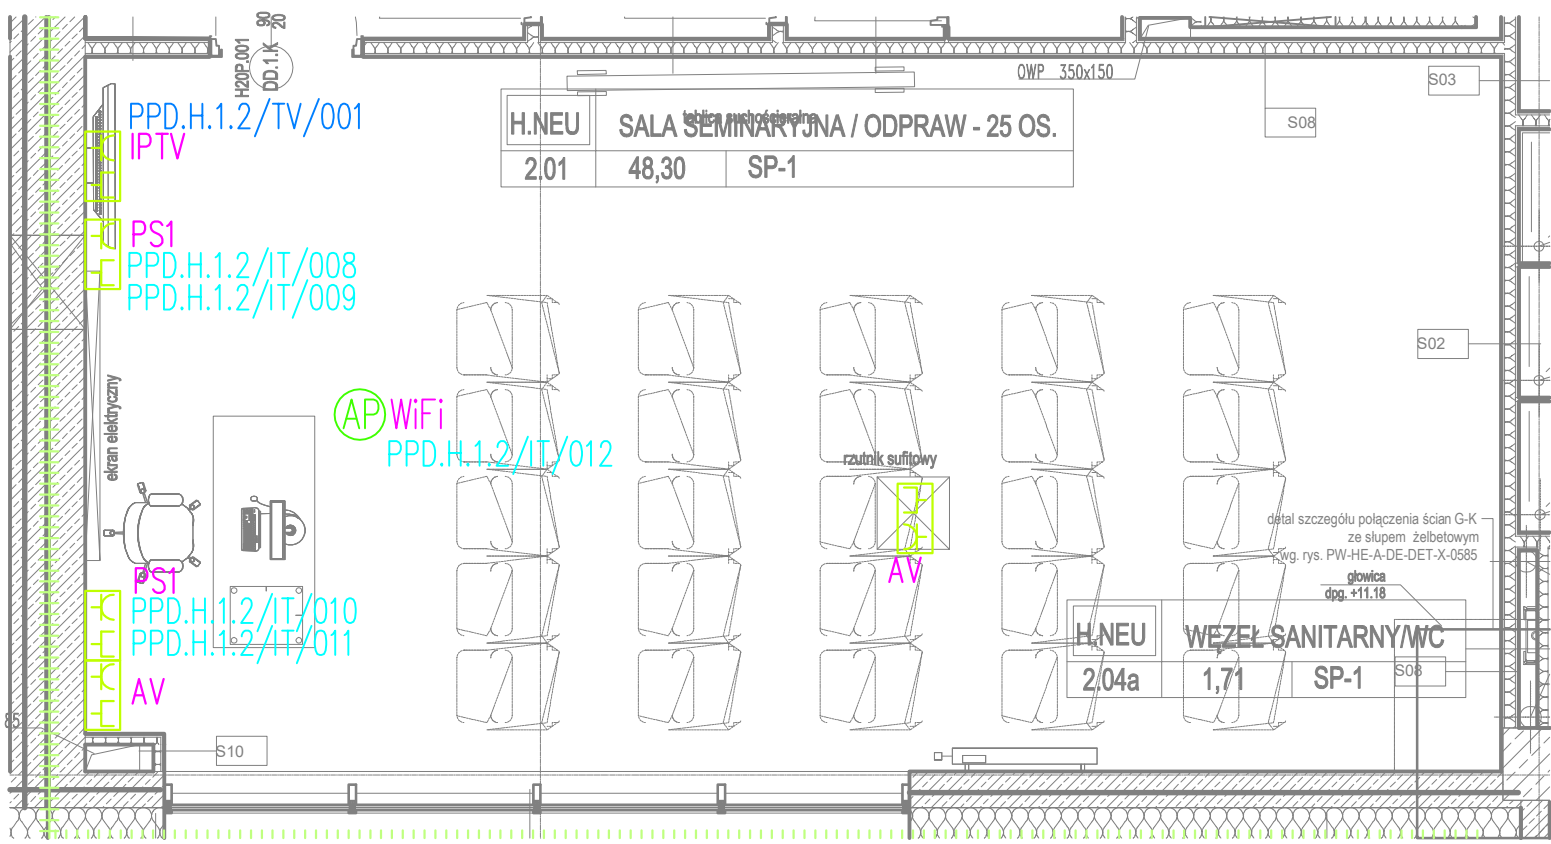 90
20
H20P.001
DD.1.K
OWP 350x150
S03
PPD.H.1.2/TV/001
IPTV
tablica suchościeralna
H.NEU
SALA SEMINARYJNA / ODPRAW - 25 OS.
2.01
48,30
SP-1
S08
PS1
PPD.H.1.2/IT/008
PPD.H.1.2/IT/009
S02
ekran elektryczny
AP WiFi
PPD.H.1.2/IT/012
rzutnik sufitowy
AV
detal szczegółu połączenia ścian G-K
ze słupem żelbetowym
wg. rys. PW-HE-A-DE-DET-X-0585
głowica
dpg. +11.18
PS1
PPD.H.1.2/IT/010
PPD.H.1.2/IT/011
AV
H.NEU
WĘZEŁ SANITARNY/WC
2.04a
1,71
SP-1
S08
85
S10